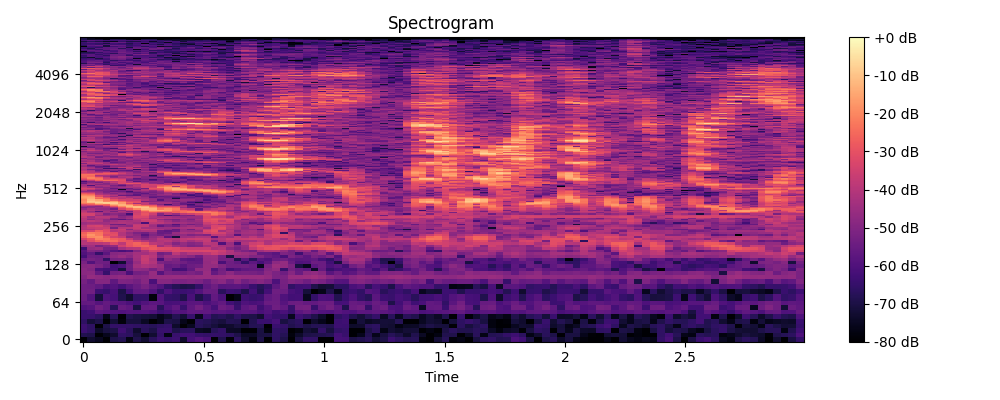 Spectrogram
Hz
4096
2048
1024
512
256
128
64
0
0
0.5
1
1.5
2
2.5
Time
+0 dB
-10 dB
-20 dB
-30 dB
-40 dB
-50 dB
-60 dB
-70 dB
-80 dB